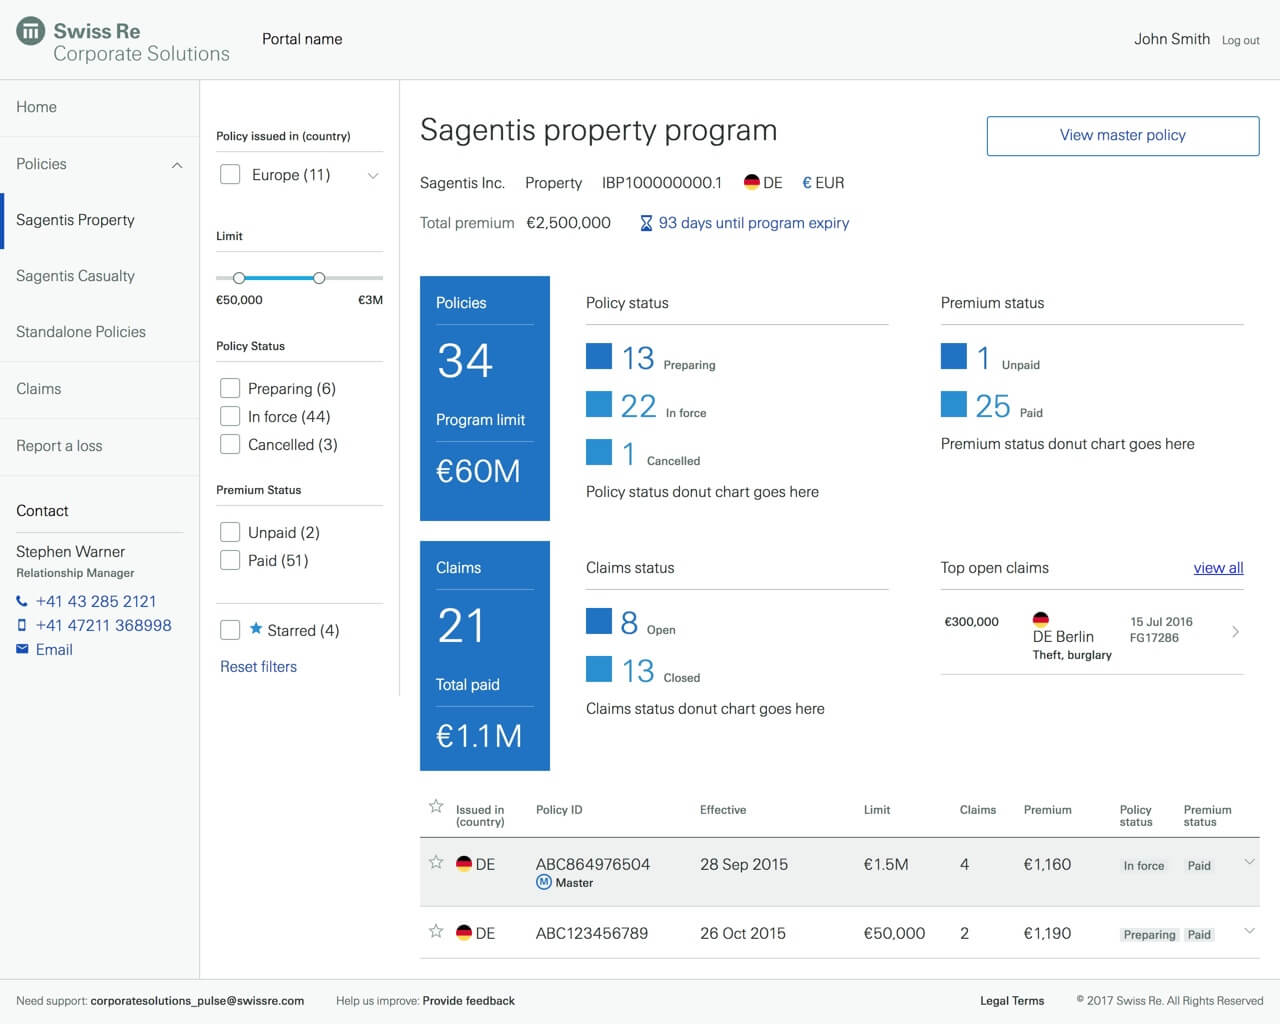 Swiss Re
Corporate Solutions
Portal name
John Smith Log out
Home
Policies
Sagentis Property
Sagentis Casualty
Standalone Policies
Claims
Report a loss
Contact
Stephen Warner
Relationship Manager
+41 43 285 2121
+41 47211 368998
Email
Policy issued in (country)
Europe (11)
Limit
€50,000 €3M
Policy Status
Preparing (6)
In force (44)
Cancelled (3)
Premium Status
Unpaid (2)
Paid (51)
Starred (4)
Reset filters
Sagentis property program
View master policy
Sagentis Inc. Property IBP100000000.1 DE € EUR
Total premium €2,500,000 93 days until program expiry
Policies
34
Program limit
€60M
Policy status
13 Preparing
22 In force
1 Cancelled
Policy status donut chart goes here
Premium status
1 Unpaid
25 Paid
Premium status donut chart goes here
Claims
21
Total paid
€1.1M
Claims status
8 Open
13 Closed
Claims status donut chart goes here
Top open claims view all
€300,000
DE Berlin
Theft, burglary
15 Jul 2016
FG17286
Issued in (country) Policy ID Effective Limit Claims Premium Policy status Premium status
DE ABC864976504 28 Sep 2015 €1.5M 4 €1,160 In force Paid
M Master
DE ABC123456789 26 Oct 2015 €50,000 2 €1,190 Preparing Paid
Need support: corporatesolutions_pulse@swissre.com Help us improve: Provide feedback Legal Terms © 2017 Swiss Re. All Rights Reserved